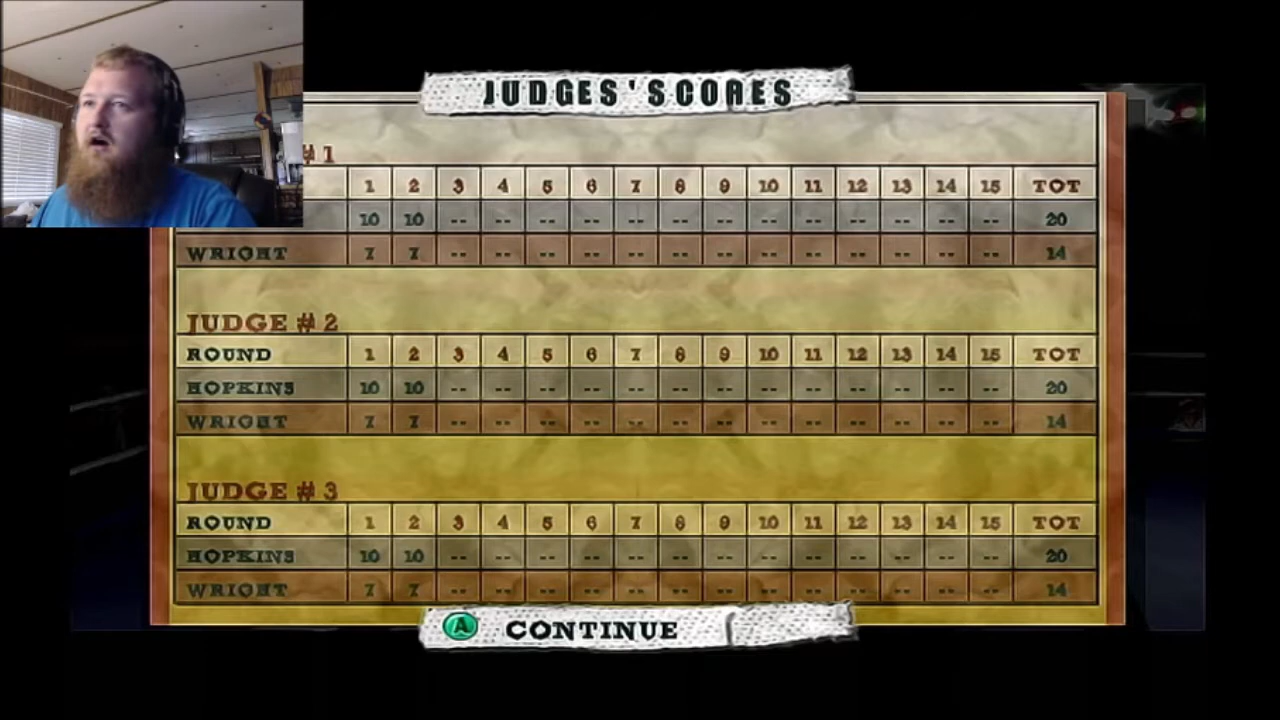 JUDGES' SCORES
# 1
1 2 3 4 5 6 7 8 9 10 11 12 13 14 15 TOT
10 10 -- -- -- -- -- -- -- -- -- -- -- -- -- 20
WRIGHT 7 7 -- -- -- -- -- -- -- -- -- -- -- -- -- 14
JUDGE # 2
ROUND 1 2 3 4 5 6 7 8 9 10 11 12 13 14 15 TOT
HOPKINS 10 10 -- -- -- -- -- -- -- -- -- -- -- -- -- 20
WRIGHT 7 7 -- -- -- -- -- -- -- -- -- -- -- -- -- 14
JUDGE # 3
ROUND 1 2 3 4 5 6 7 8 9 10 11 12 13 14 15 TOT
HOPKINS 10 10 -- -- -- -- -- -- -- -- -- -- -- -- -- 20
WRIGHT 7 7 -- -- -- -- -- -- -- -- -- -- -- -- -- 14
A CONTINUE